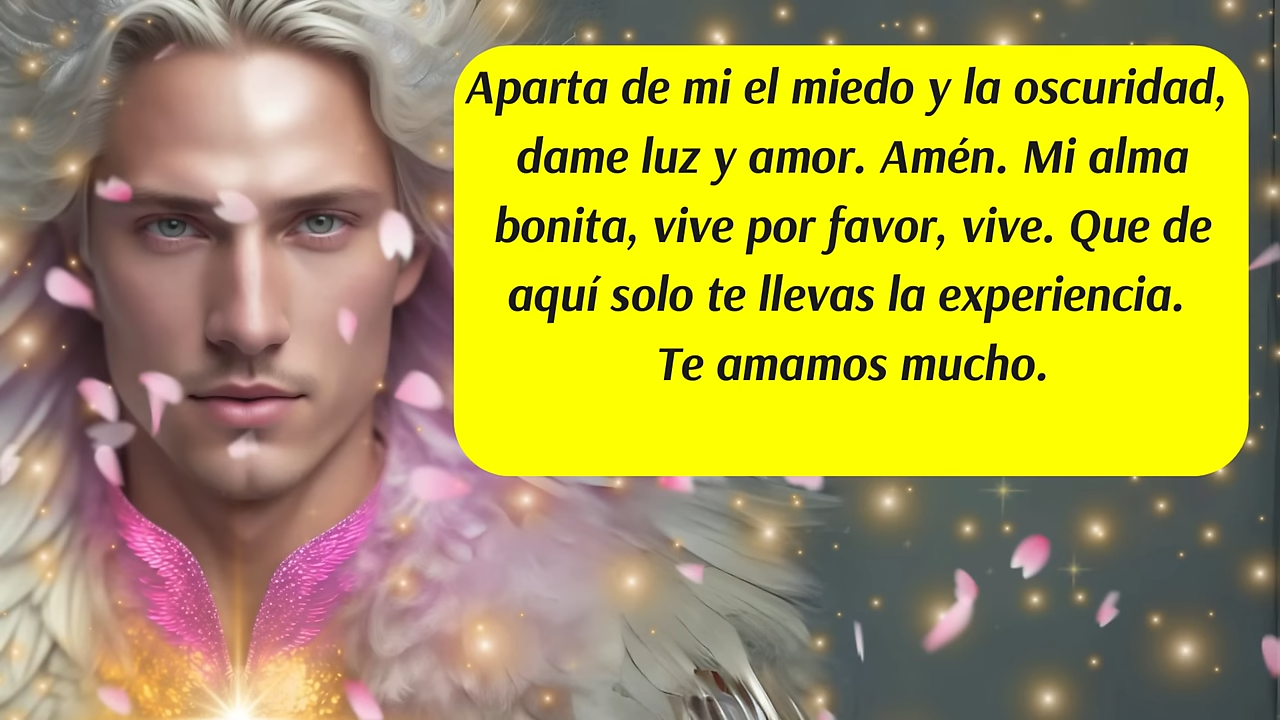 Aparta de mi el miedo y la oscuridad,
dame luz y amor. Amén. Mi alma
bonita, vive por favor, vive. Que de
aquí solo te llevas la experiencia.
Te amamos mucho.